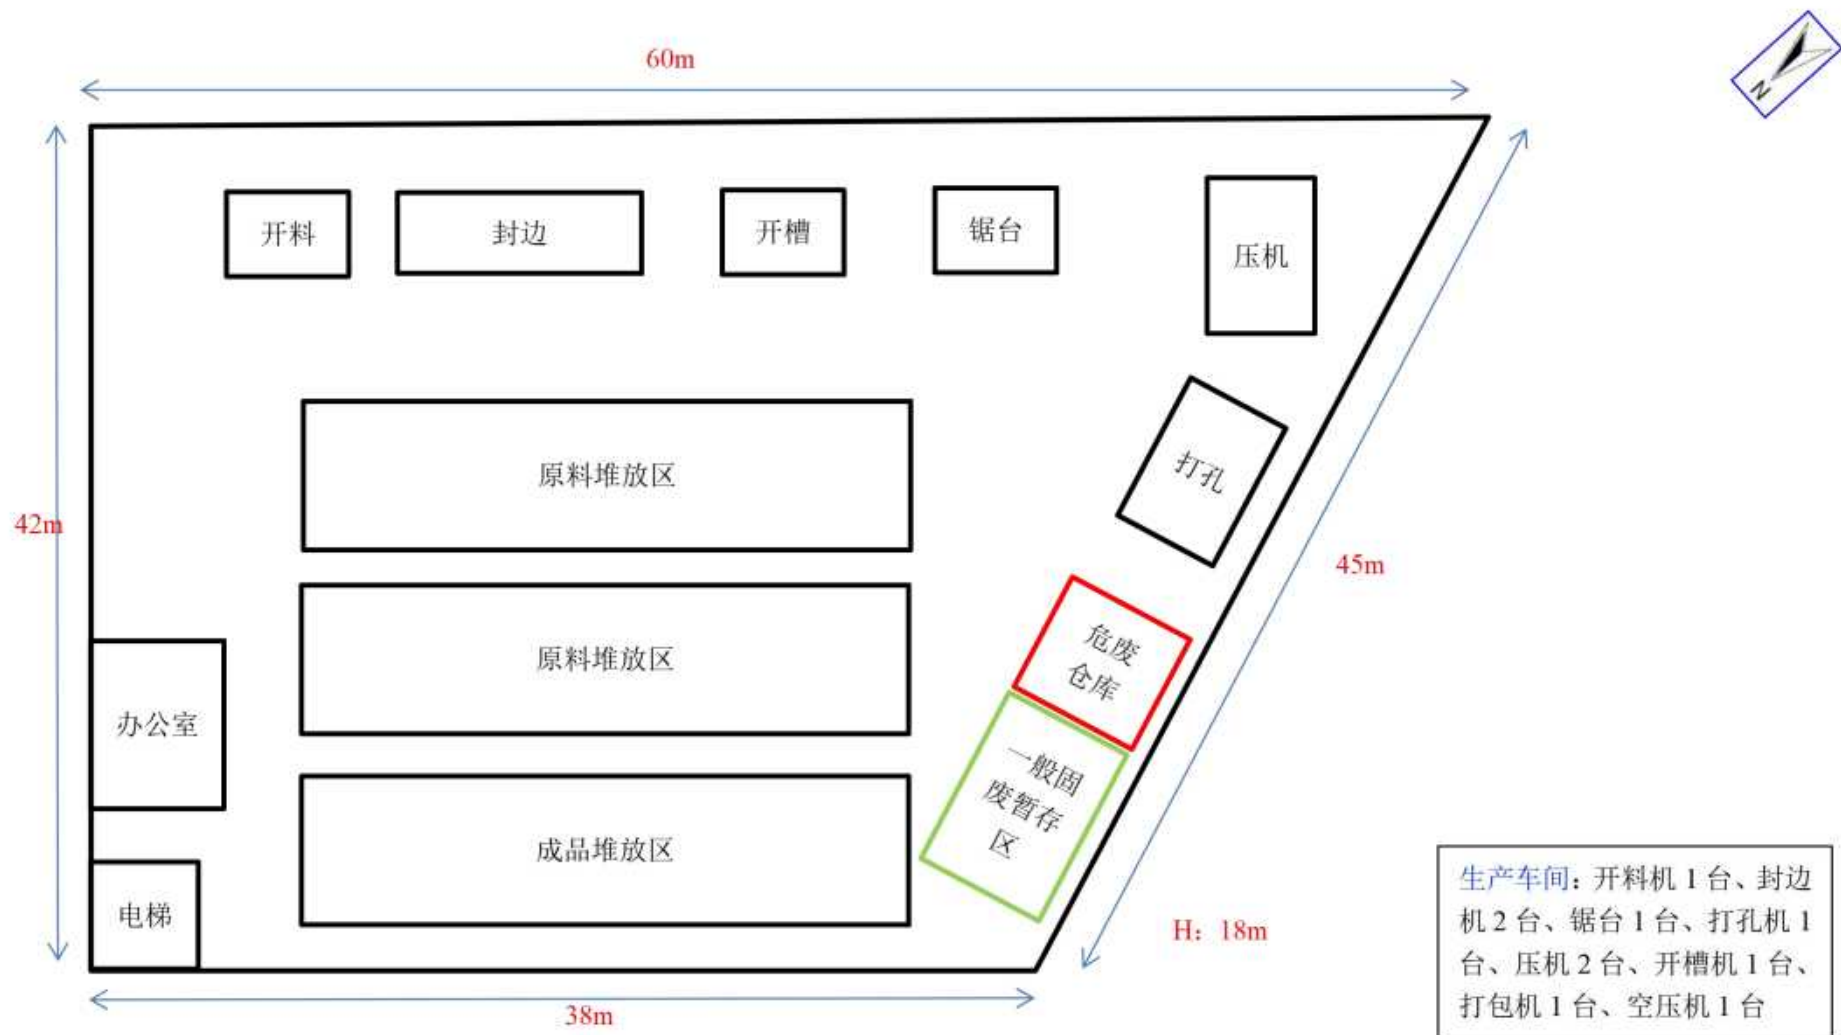 60m
N
开料
封边
开槽
锯台
压机
原料堆放区
打孔
42m
45m
原料堆放区
危废
仓库
办公室
一般固
废暂存
区
成品堆放区
电梯
H：18m
38m
生产车间：开料机 1 台、封边
机 2 台、锯台 1 台、打孔机 1
台、压机 2 台、开槽机 1 台、
打包机 1 台、空压机 1 台